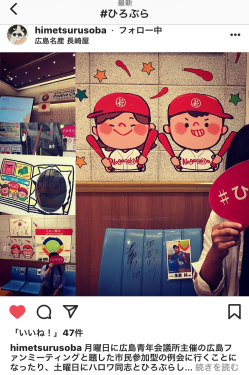 最新
#ひろぶら
himetsurusoba · フォロー中
広島名産 長崎屋
Nagasakiya
Nagasakiya
#ひ
「いいね！」47件
himetsurusoba 月曜日に広島青年会議所主催の広島フ
ァンミーティングと題した市民参加型の例会に行くことに
なったり、土曜日にハロワ同志とひろぶらし... 続きを読む